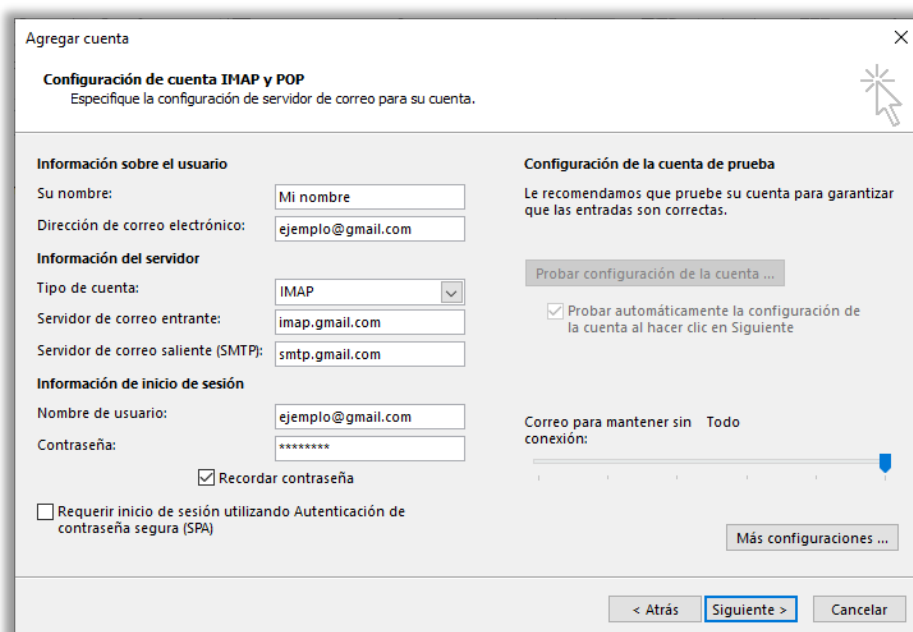 Agregar cuenta
Configuración de cuenta IMAP y POP
Especifique la configuración de servidor de correo para su cuenta.
Información sobre el usuario
Su nombre:
Mi nombre
Dirección de correo electrónico:
ejemplo@gmail.com
Información del servidor
Tipo de cuenta:
IMAP
Servidor de correo entrante:
imap.gmail.com
Servidor de correo saliente (SMTP):
smtp.gmail.com
Información de inicio de sesión
Nombre de usuario:
ejemplo@gmail.com
Contraseña:
********
Recordar contraseña
Requerir inicio de sesión utilizando Autenticación de
contraseña segura (SPA)
Configuración de la cuenta de prueba
Le recomendamos que pruebe su cuenta para garantizar
que las entradas son correctas.
Probar configuración de la cuenta ...
Probar automáticamente la configuración de
la cuenta al hacer clic en Siguiente
Correo para mantener sin Todo
conexión:
Más configuraciones ...
< Atrás
Siguiente >
Cancelar